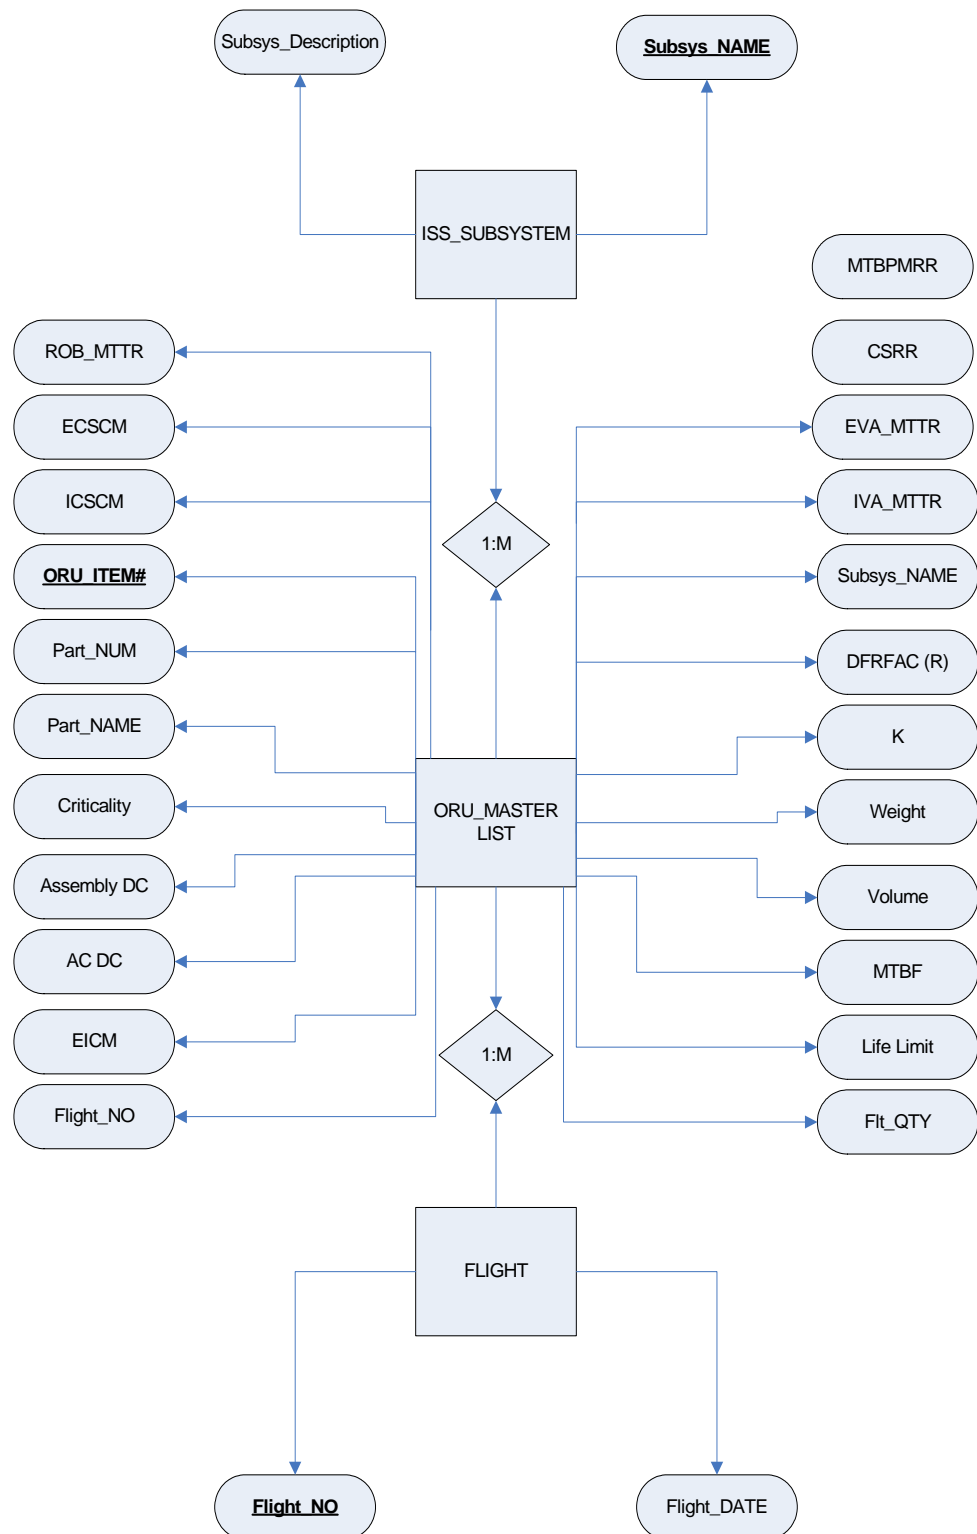 Subsys_Description
Subsys_NAME
ISS_SUBSYSTEM
MTBPMRR
ROB_MTTR
CSRR
ECSCM
EVA_MTTR
ICSCM
IVA_MTTR
1:M
ORU_ITEM#
Subsys_NAME
Part_NUM
DFRFAC (R)
Part_NAME
K
Criticality
ORU_MASTER
LIST
Weight
Assembly DC
Volume
AC DC
MTBF
EICM
1:M
Life Limit
Flight_NO
Flt_QTY
FLIGHT
Flight_NO
Flight_DATE